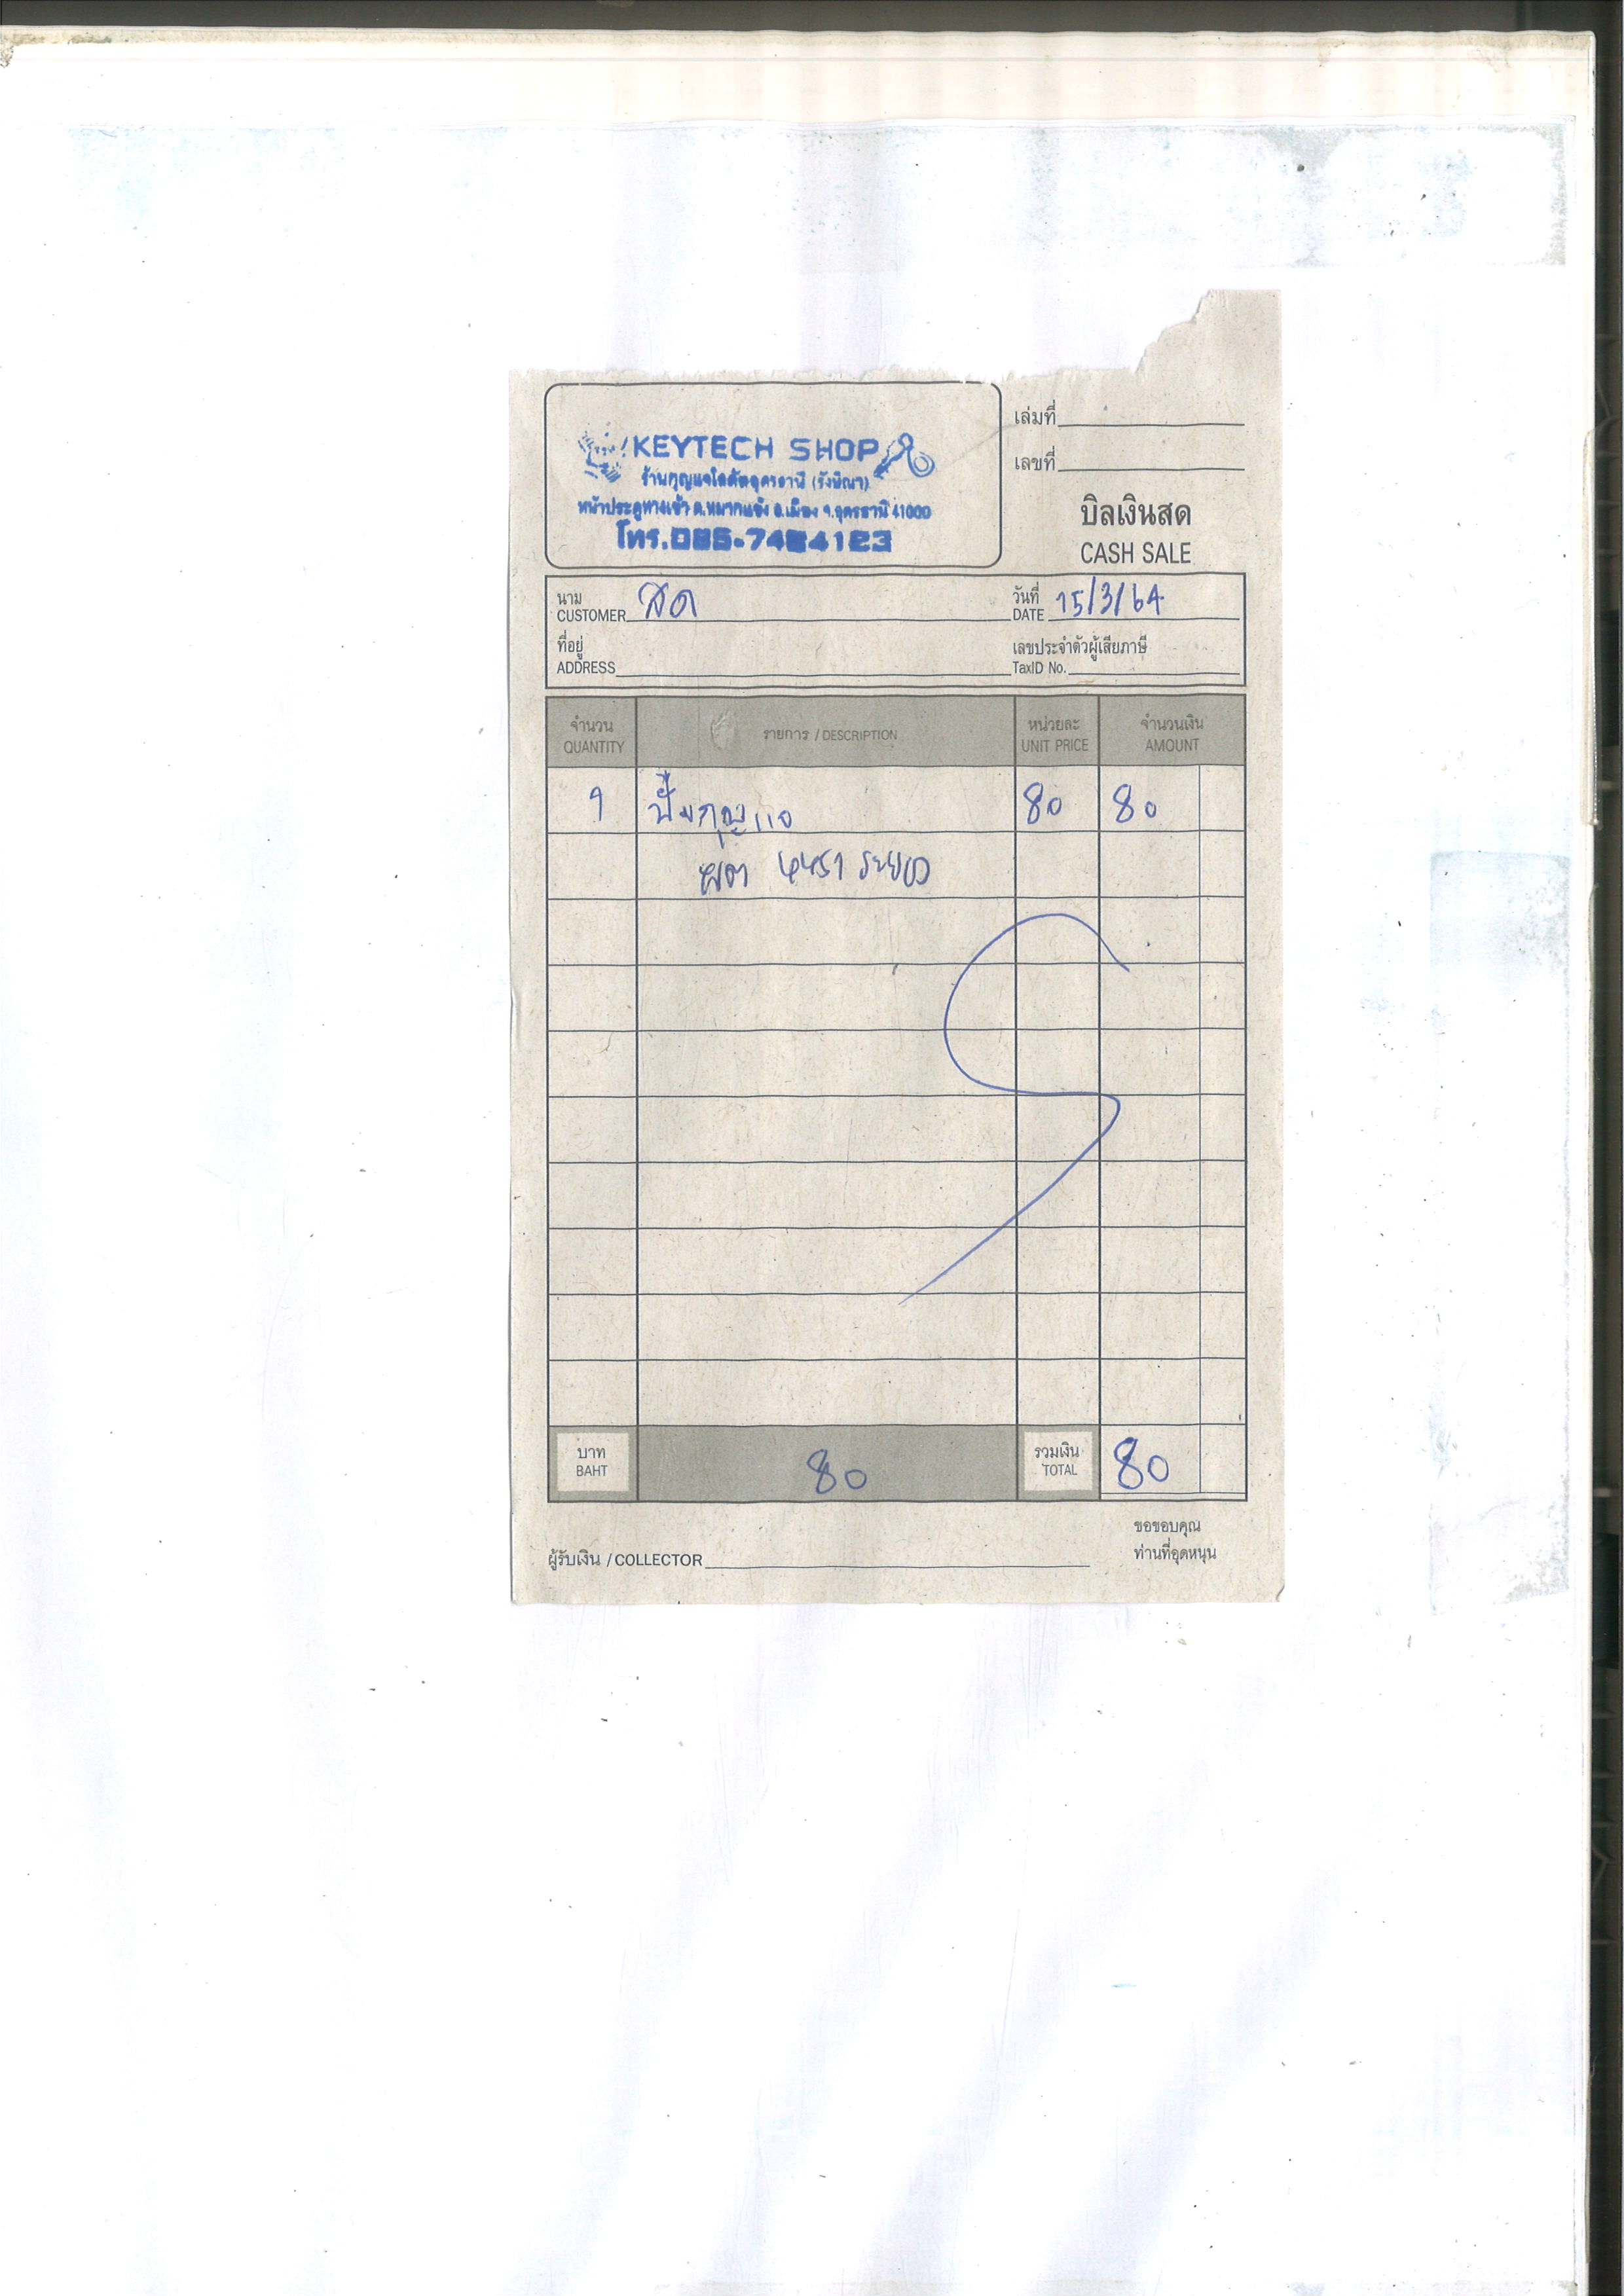 KEYTECH SHOP
ร้านกุญแจโลตัสอุดรธานี (รังษิณา)
หน้าประตูทางเข้า ต.หมากแข้ง อ.เมือง จ.อุดรธานี 41000
โทร.
เล่มที่
เลขที่
บิลเงินสด
CASH SALE
นาม
CUSTOMER สด
วันที่
DATE 15/3/64
ที่อยู่
ADDRESS
เลขประจำตัวผู้เสียภาษี
TaxID No.
จำนวน รายการ / DESCRIPTION หน่วยละ จำนวนเงิน
QUANTITY UNIT PRICE AMOUNT
1 ปั๊มกุญแจ 80 80
ผต 4451 ระยอง
บาท
BAHT 80
รวมเงิน
TOTAL 80
ขอขอบคุณ
ท่านที่อุดหนุน
ผู้รับเงิน / COLLECTOR